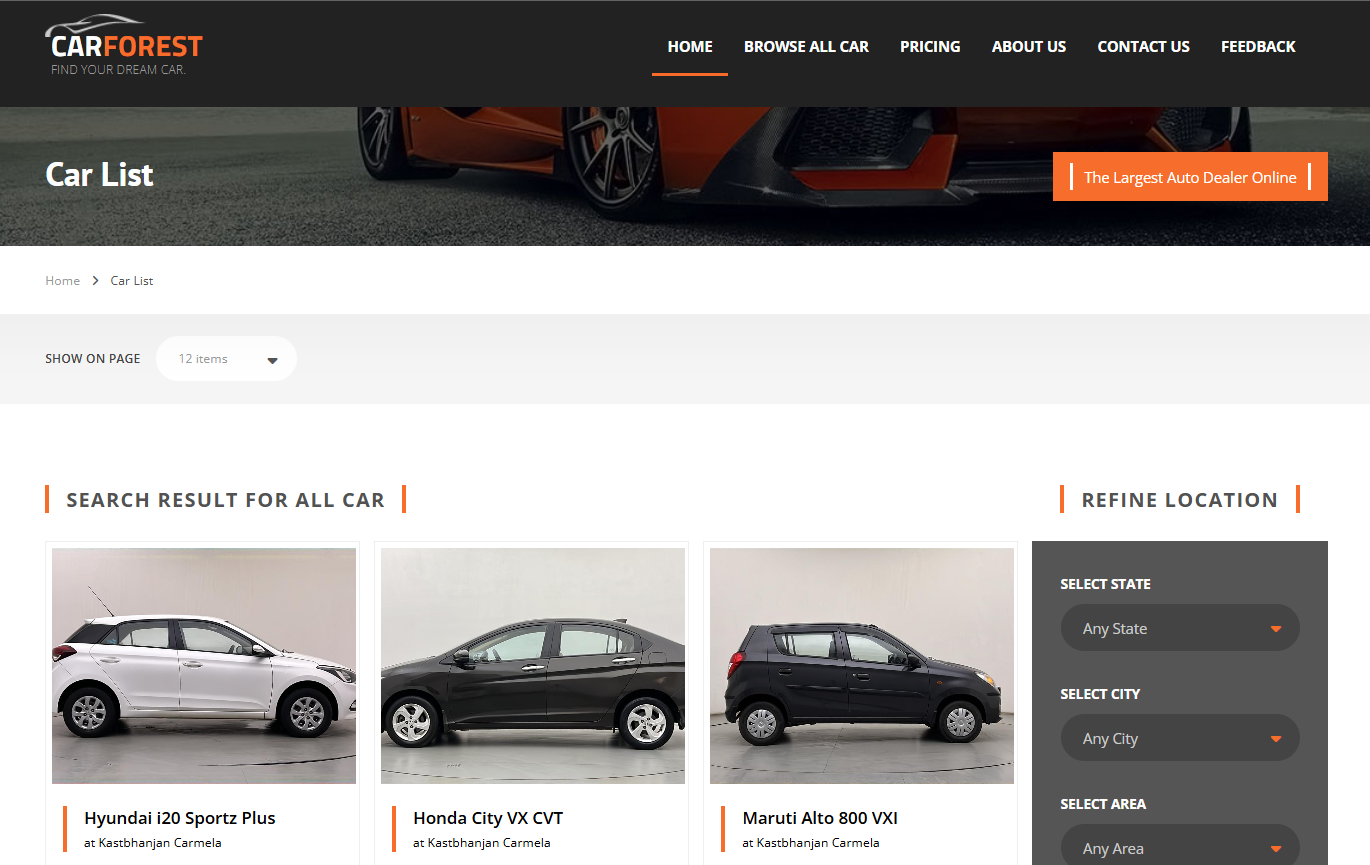 CARFOREST
FIND YOUR DREAM CAR.
HOME
BROWSE ALL CAR
PRICING
ABOUT US
CONTACT US
FEEDBACK
Car List
The Largest Auto Dealer Online
Home
Car List
SHOW ON PAGE
12 items
SEARCH RESULT FOR ALL CAR
REFINE LOCATION
Hyundai i20 Sportz Plus
at Kastbhanjan Carmela
Honda City VX CVT
at Kastbhanjan Carmela
Maruti Alto 800 VXI
at Kastbhanjan Carmela
SELECT STATE
Any State
SELECT CITY
Any City
SELECT AREA
Any Area